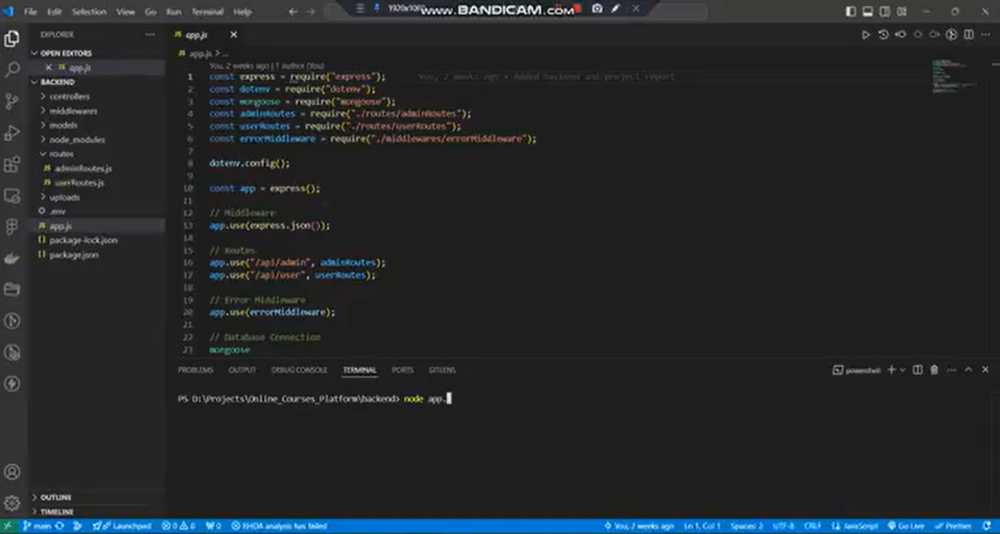 File Edit Selection View Go Run Terminal Help
www.BANDICAM.com
EXPLORER
app.js
OPEN EDITORS
app.js
app.js > ...
BACKEND
controllers
middlewares
models
node_modules
routes
adminRoutes.js
userRoutes.js
uploads
.env
app.js
package-lock.json
package.json
OUTLINE
TIMELINE
You, 2 weeks ago | 1 author (You)
1 const express = require("express"); You, 2 weeks ago • Added backend and project report
2 const dotenv = require("dotenv");
3 const mongoose = require("mongoose");
4 const adminRoutes = require("./routes/adminRoutes");
5 const userRoutes = require("./routes/userRoutes");
6 const errorMiddleware = require("./middlewares/errorMiddleware");
7
8 dotenv.config();
9
10 const app = express();
11
12 // Middleware
13 app.use(express.json());
14
15 // Routes
16 app.use("/api/admin", adminRoutes);
17 app.use("/api/user", userRoutes);
18
19 // Error Middleware
20 app.use(errorMiddleware);
21
22 // Database Connection
23 mongoose
PROBLEMS OUTPUT DEBUG CONSOLE TERMINAL PORTS GITLENS
powershell
PS D:\Projects\Online_Courses_Platform\backend> node app.
main Launchpad 0 0 0 RHDA analysis has failed You, 2 weeks ago Ln 1, Col 1 Spaces: 2 UTF-8 CRLF JavaScript Go Live Prettier